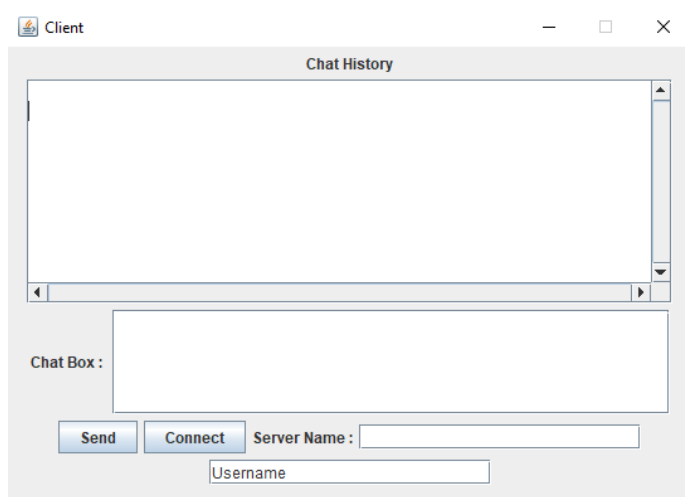 Client
Chat History
Chat Box :
Send Connect Server Name :
Username